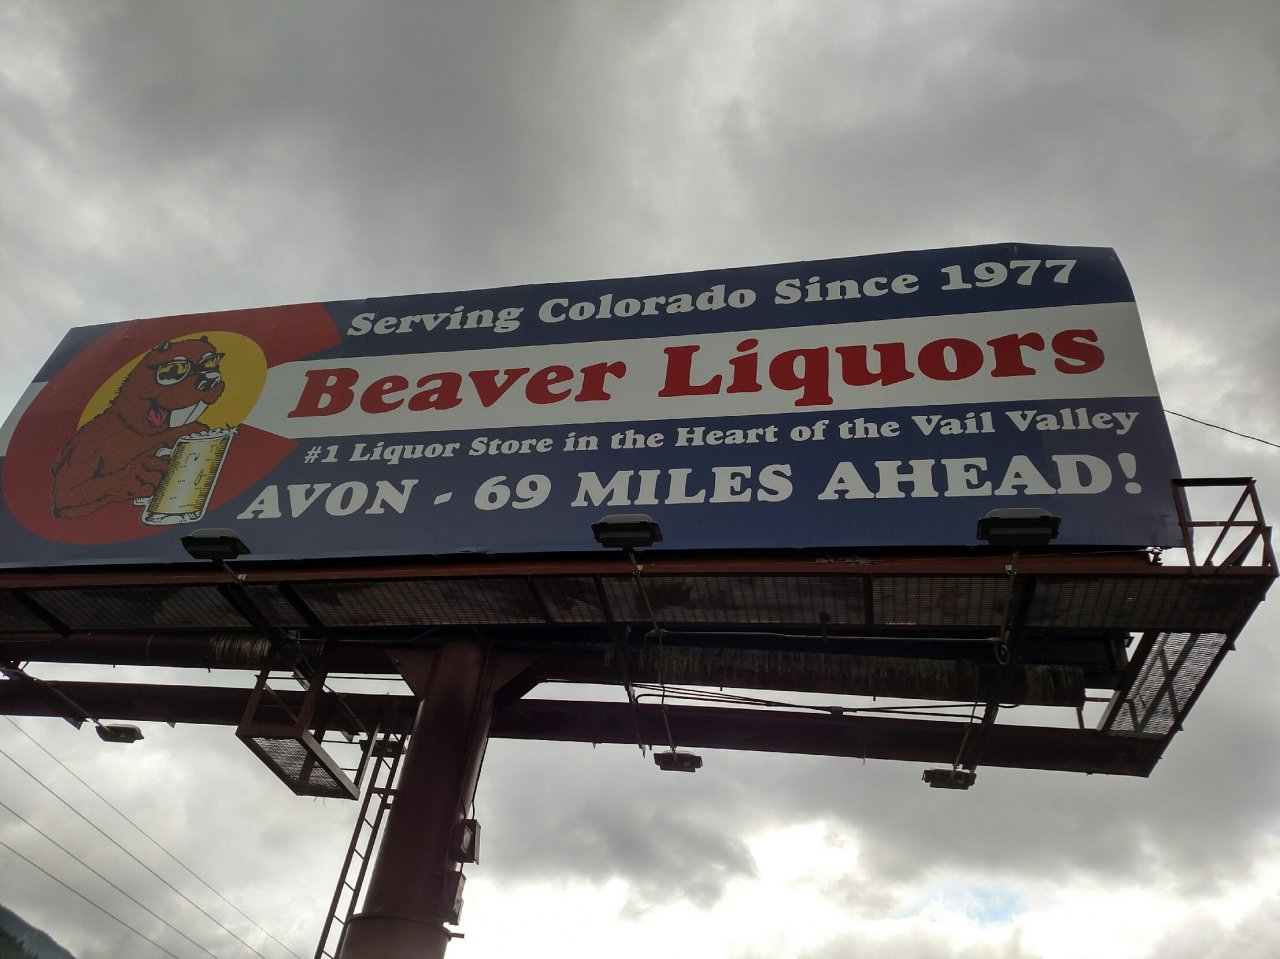 Serving Colorado Since 1977
Beaver Liquors
#1 Liquor Store in the Heart of the Vail Valley
AVON - 69 MILES AHEAD!